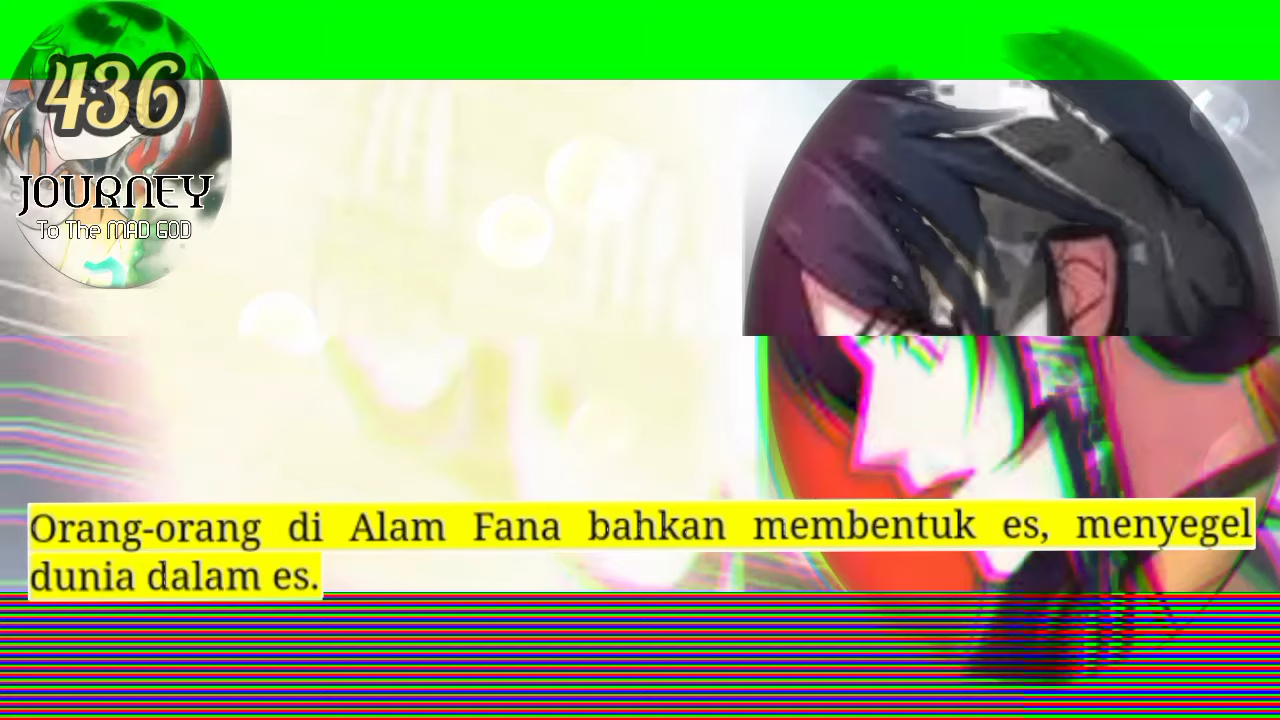 436
JOURNEY
To The MAD GOD
Orang-orang di Alam Fana bahkan membentuk es, menyegel
dunia dalam es.